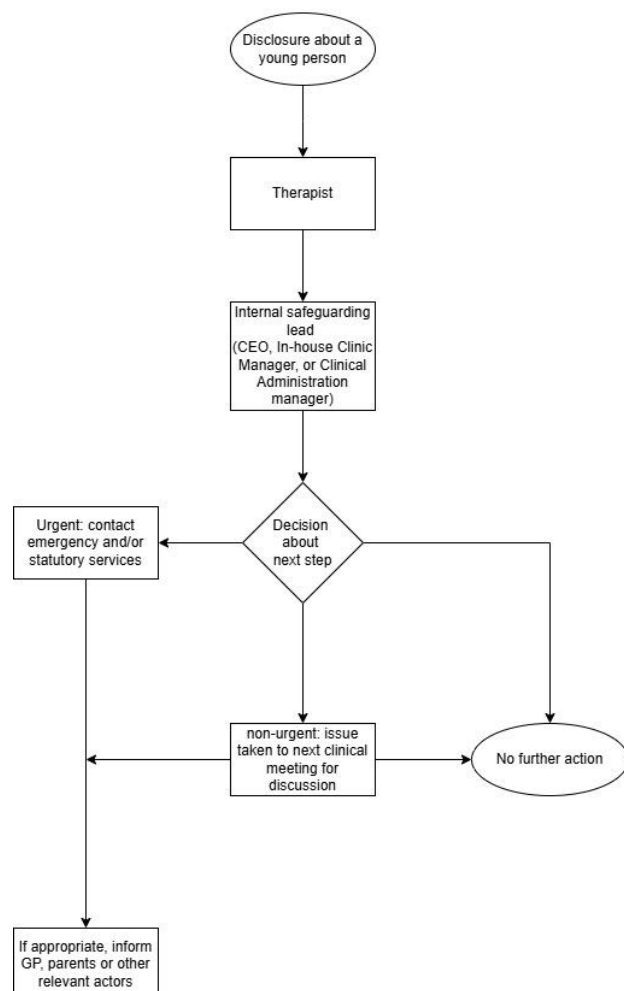 Disclosure about a
young person
Therapist
Internal safeguarding
lead
(CEO, In-house Clinic
Manager, or Clinical
Administration
manager)
Decision
about
next step
Urgent: contact
emergency and/or
statutory services
non-urgent: issue
taken to next clinical
meeting for
discussion
No further action
If appropriate, inform
GP, parents or other
relevant actors